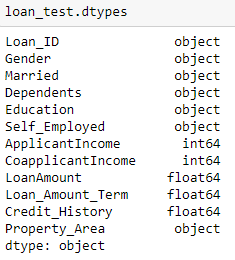 loan_test.dtypes
Loan_ID object
Gender object
Married object
Dependents object
Education object
Self_Employed object
ApplicantIncome int64
CoapplicantIncome int64
LoanAmount float64
Loan_Amount_Term float64
Credit_History float64
Property_Area object
dtype: object